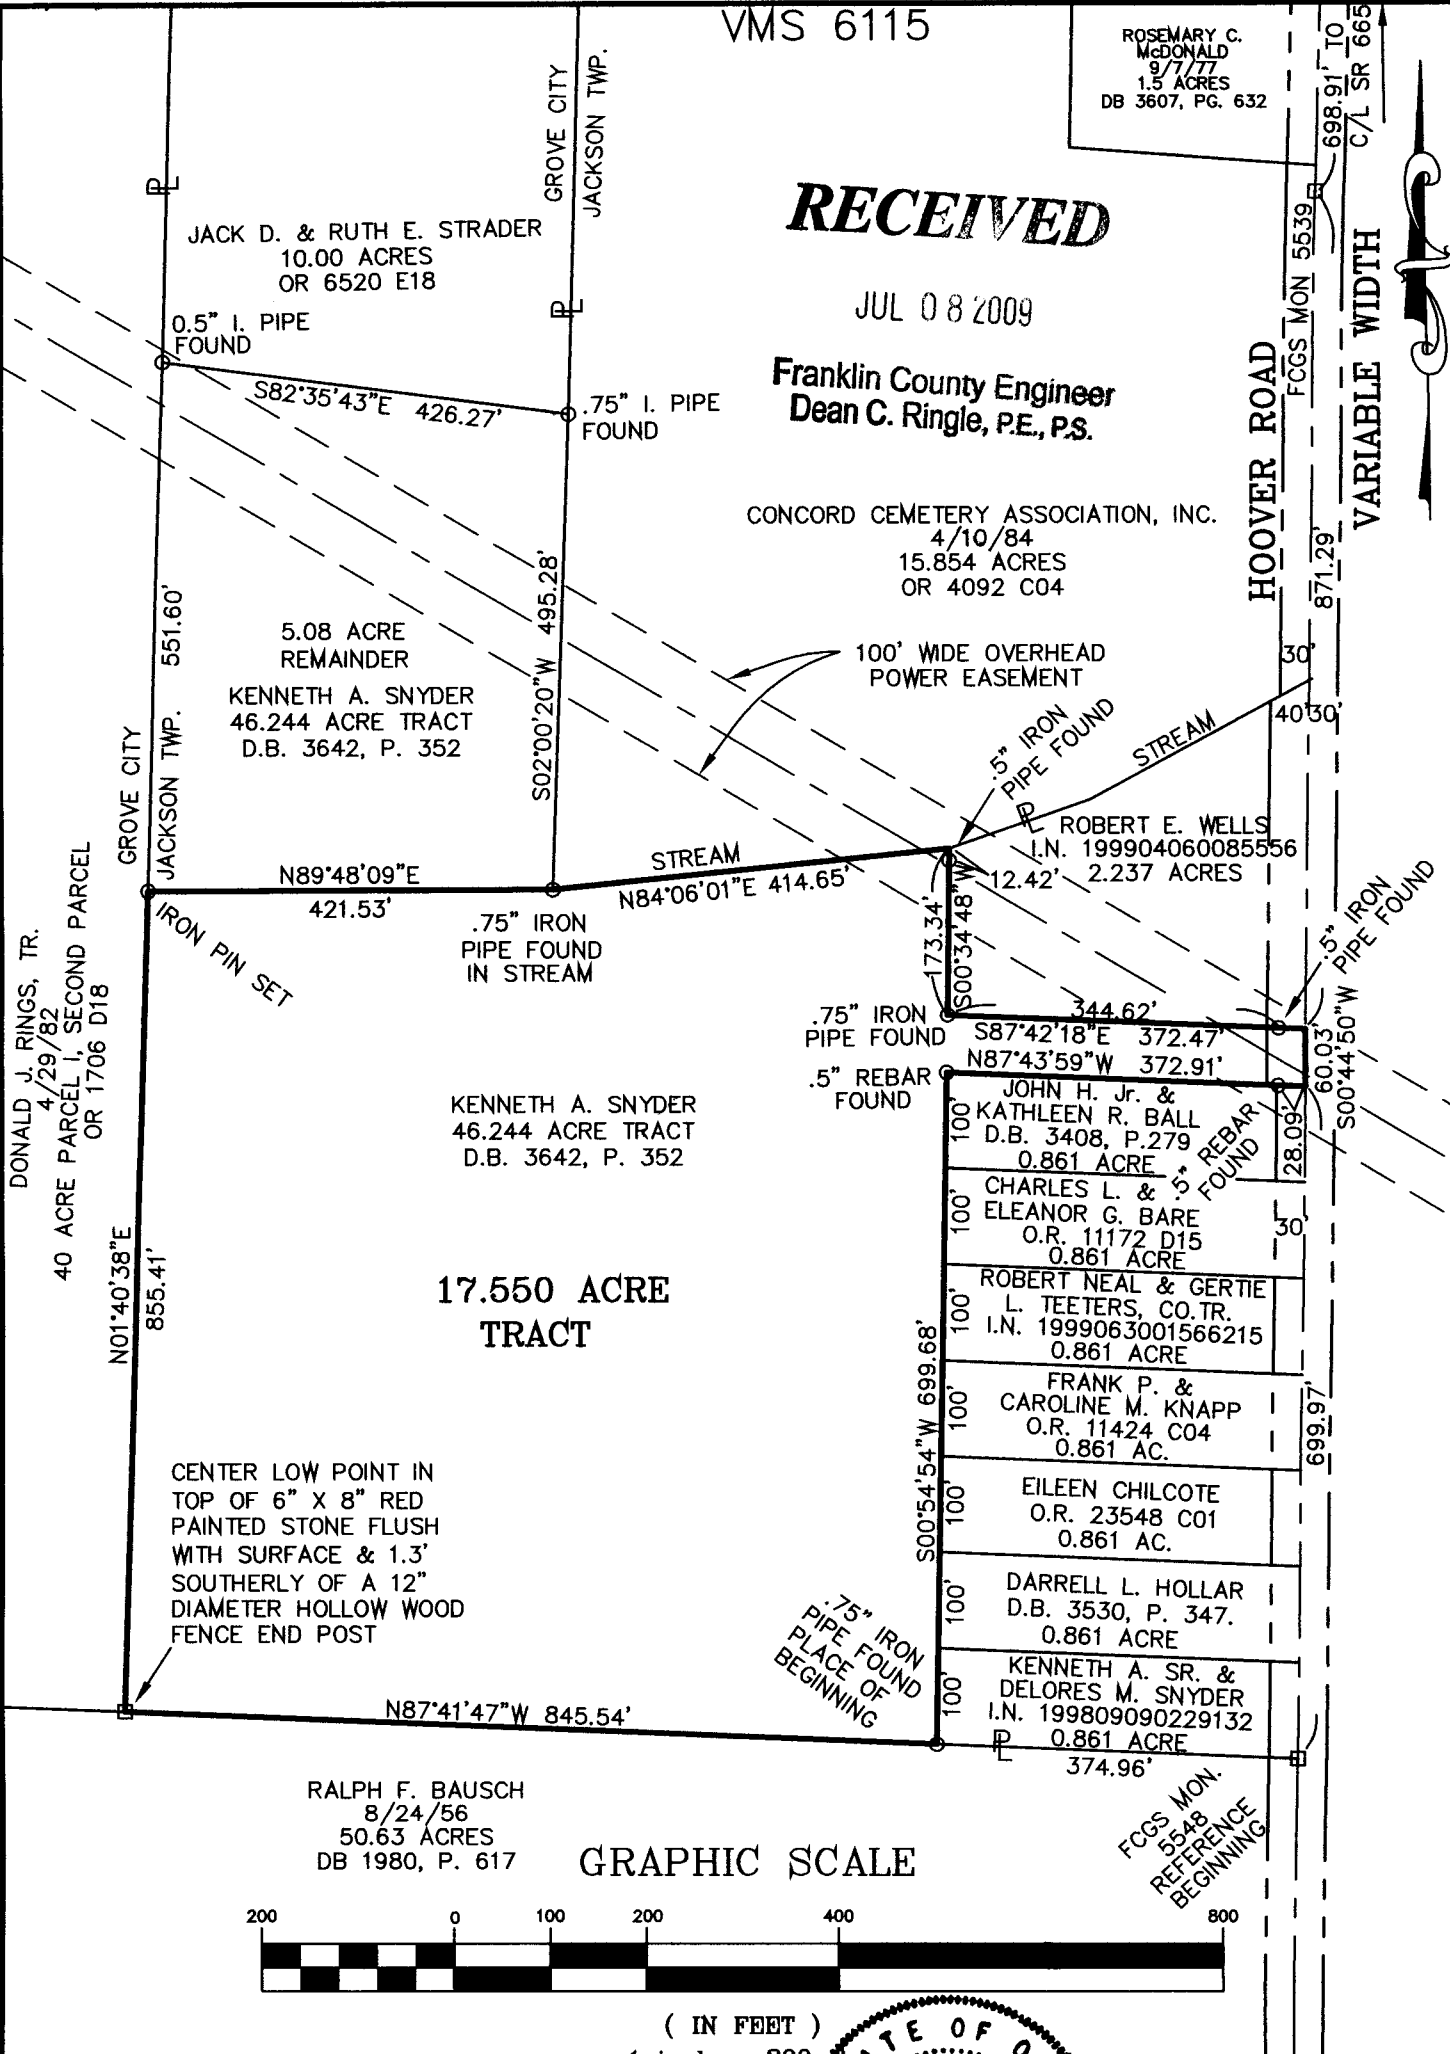 VMS 6115
ROSEMARY C.
McDONALD
9/7/77
1.5 ACRES
DB 3607, PG. 632
698.91' TO
C/L SR 665
GROVE CITY
JACKSON TWP.
PL
JACK D. & RUTH E. STRADER
10.00 ACRES
OR 6520 E18
PL
RECEIVED
JUL 08 2009
Franklin County Engineer
Dean C. Ringle, P.E., P.S.
0.5" I. PIPE
FOUND
S82°35'43"E 426.27'
.75" I. PIPE
FOUND
HOOVER ROAD
FCGS MON 5539
VARIABLE WIDTH
871.29'
CONCORD CEMETERY ASSOCIATION, INC.
4/10/84
15.854 ACRES
OR 4092 C04
551.60'
S02°00'20"W 495.28'
5.08 ACRE
REMAINDER
KENNETH A. SNYDER
46.244 ACRE TRACT
D.B. 3642, P. 352
100' WIDE OVERHEAD
POWER EASEMENT
30'
40'
30'
STREAM
.5" IRON
PIPE FOUND
GROVE CITY
JACKSON TWP.
PL
ROBERT E. WELLS
I.N. 199904060085556
2.237 ACRES
12.42'
N89°48'09"E
421.53'
STREAM
N84°06'01"E 414.65'
IRON PIN SET
.75" IRON
PIPE FOUND
IN STREAM
173.34'
S00°34'48"W
.5" IRON
PIPE FOUND
DONALD J. RINGS, TR.
4/29/82
40 ACRE PARCEL I, SECOND PARCEL
OR 1706 D18
.75" IRON
PIPE FOUND
344.62'
S87°42'18"E 372.47'
N87°43'59"W 372.91'
60.03'
S00°44'50"W
.5" REBAR
FOUND
KENNETH A. SNYDER
46.244 ACRE TRACT
D.B. 3642, P. 352
100'
JOHN H. Jr. &
KATHLEEN R. BALL
D.B. 3408, P.279
0.861 ACRE
.5" REBAR
FOUND
28.09'
100'
CHARLES L. &
ELEANOR G. BARE
O.R. 11172 D15
0.861 ACRE
30'
N01°40'38"E
855.41'
17.550 ACRE
TRACT
100'
ROBERT NEAL & GERTIE
L. TEETERS, CO.TR.
I.N. 1999063001566215
0.861 ACRE
S00°54'54"W 699.68'
100'
FRANK P. &
CAROLINE M. KNAPP
O.R. 11424 C04
0.861 AC.
699.97'
CENTER LOW POINT IN
TOP OF 6" X 8" RED
PAINTED STONE FLUSH
WITH SURFACE & 1.3'
SOUTHERLY OF A 12"
DIAMETER HOLLOW WOOD
FENCE END POST
100'
EILEEN CHILCOTE
O.R. 23548 C01
0.861 AC.
100'
DARRELL L. HOLLAR
D.B. 3530, P. 347.
0.861 ACRE
.75" IRON
PIPE FOUND
PLACE OF
BEGINNING
100'
KENNETH A. SR. &
DELORES M. SNYDER
I.N. 199809090229132
0.861 ACRE
N87°41'47"W 845.54'
PL
374.96'
FCGS MON.
5548
REFERENCE
BEGINNING
RALPH F. BAUSCH
8/24/56
50.63 ACRES
DB 1980, P. 617
GRAPHIC SCALE
200 0 100 200 400 800
( IN FEET )
TE OF O